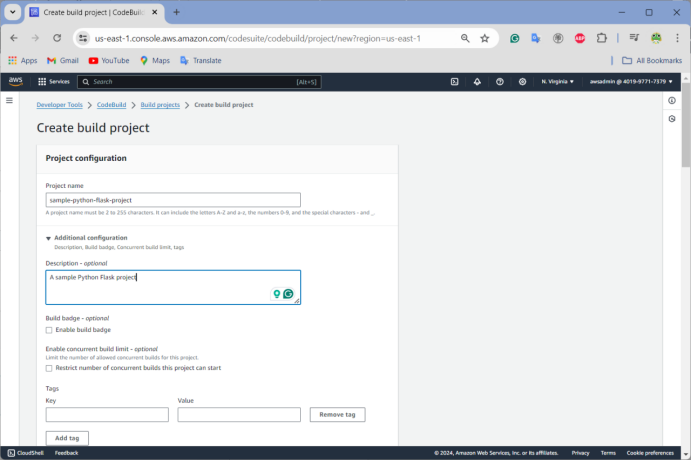 Create build project | CodeBuil
us-east-1.console.aws.amazon.com/codesuite/codebuild/project/new?region=us-east-1
Apps Gmail YouTube Maps Translate All Bookmarks
aws Services Search [Alt+S] N. Virginia awsadmin @ 4019-9771-7379
Developer Tools > CodeBuild > Build projects > Create build project
Create build project
Project configuration
Project name
sample-python-flask-project
A project name must be 2 to 255 characters. It can include the letters A-Z and a-z, the numbers 0-9, and the special characters - and _.
Additional configuration
Description, Build badge, Concurrent build limit, tags
Description - optional
A sample Python Flask project
Build badge - optional
Enable build badge
Enable concurrent build limit - optional
Limit the number of allowed concurrent builds for this project.
Restrict number of concurrent builds this project can start
Tags
Key Value
Remove tag
Add tag
CloudShell Feedback © 2024, Amazon Web Services, Inc. or its affiliates. Privacy Terms Cookie preferences